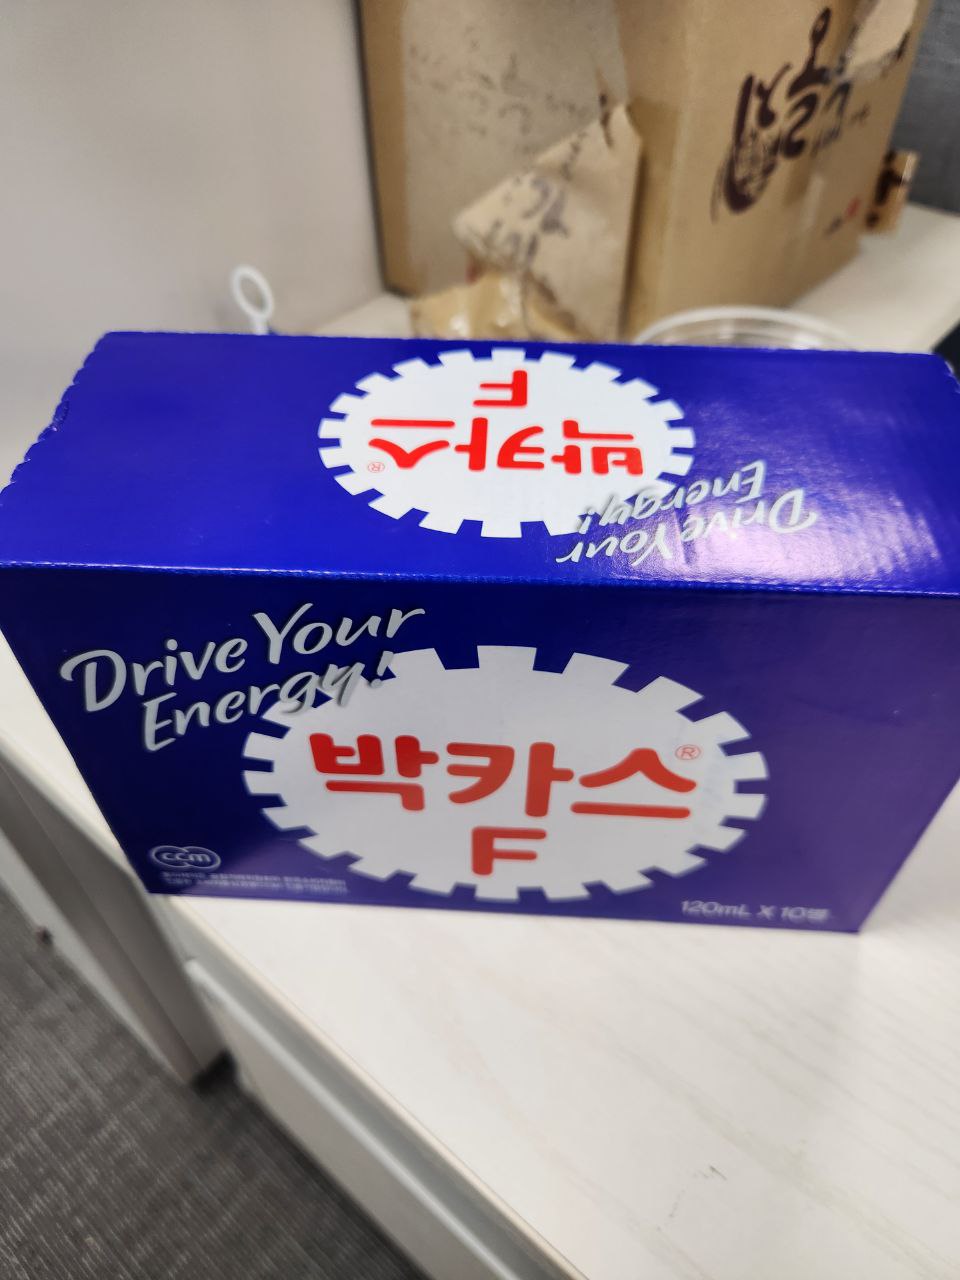 박카스®
F
Drive Your
Energy!
Drive Your
Energy!
박카스®
F
ccm
120mL X 10병